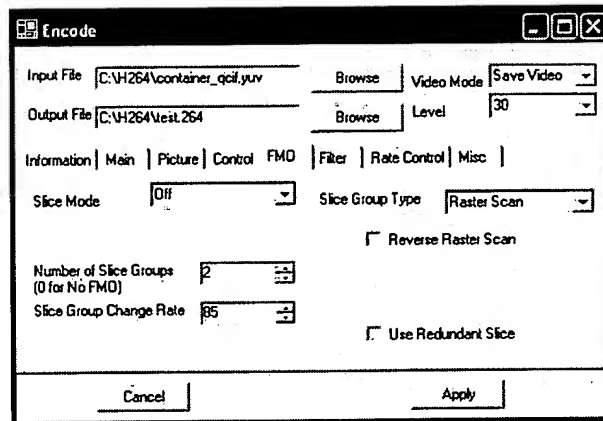 Encode
Input File C:\H264\container_qcif.yuv Browse Video Mode Save Video
Output File C:\H264\test.264 Browse Level 30
Information Main Picture Control FMO Filter Rate Control Misc
Slice Mode Off Slice Group Type Raster Scan
Reverse Raster Scan
Number of Slice Groups 2
(0 for No FMO)
Slice Group Change Rate 85
Use Redundant Slice
Cancel Apply